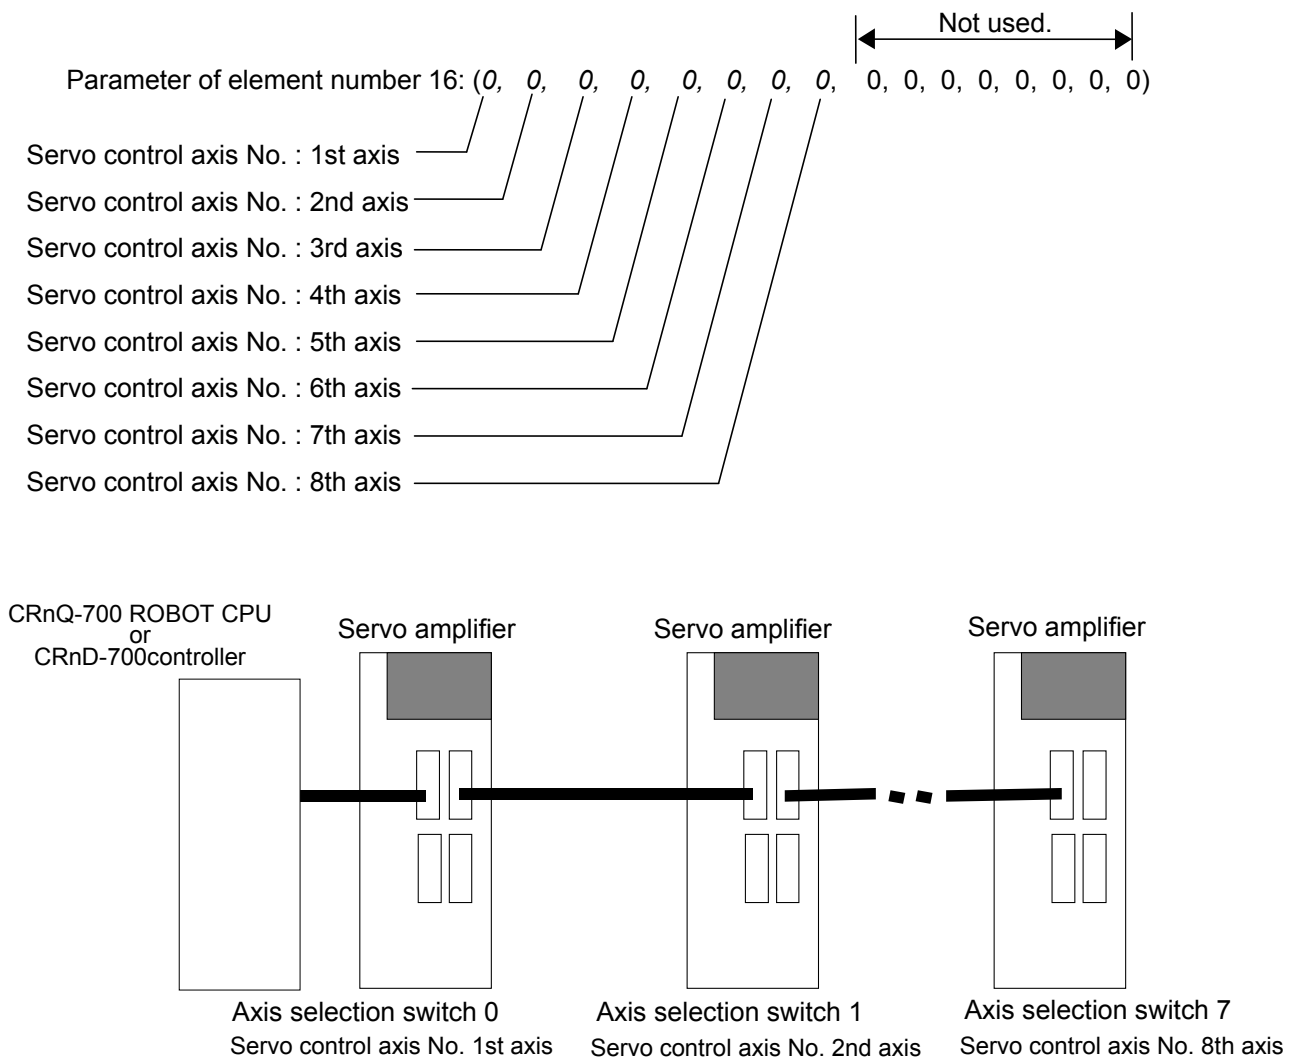 Not used.
Parameter of element number 16: (0, 0, 0, 0, 0, 0, 0, 0, 0, 0, 0, 0, 0, 0, 0, 0)
Servo control axis No. : 1st axis
Servo control axis No. : 2nd axis
Servo control axis No. : 3rd axis
Servo control axis No. : 4th axis
Servo control axis No. : 5th axis
Servo control axis No. : 6th axis
Servo control axis No. : 7th axis
Servo control axis No. : 8th axis
CRnQ-700 ROBOT CPU
or
CRnD-700controller
Servo amplifier
Servo amplifier
Servo amplifier
Axis selection switch 0
Servo control axis No. 1st axis
Axis selection switch 1
Servo control axis No. 2nd axis
Axis selection switch 7
Servo control axis No. 8th axis